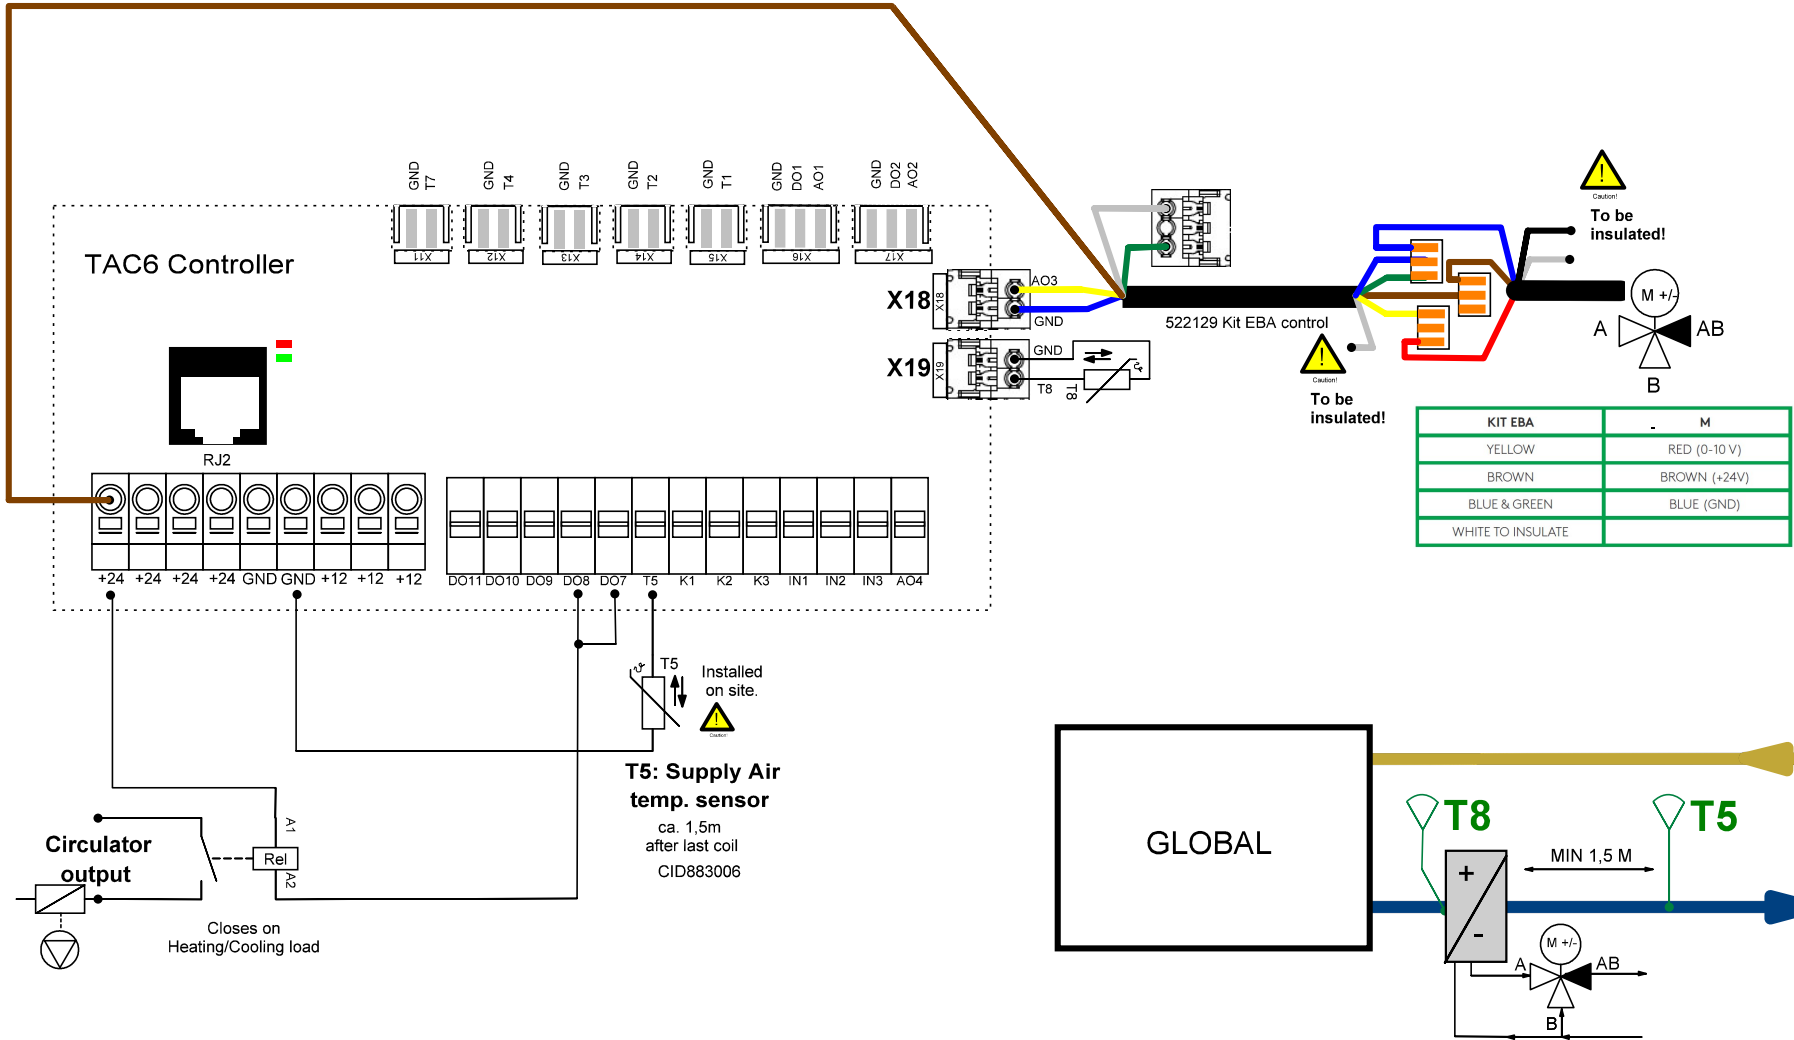 GND
T7
GND
T4
GND
T3
GND
T2
GND
T1
GND
DO1
AO1
GND
DO2
AO2
X11
X12
X13
X14
X15
X16
X17
TAC6 Controller
X18
X18
AO3
GND
522129 Kit EBA control
X19
X19
GND
T8
T8
Caution!
To be
insulated!
Caution!
To be
insulated!
M +/-
A
AB
B
KIT EBA
- M
YELLOW
RED (0-10 V)
BROWN
BROWN (+24V)
BLUE & GREEN
BLUE (GND)
WHITE TO INSULATE
RJ2
+24 +24 +24 +24 GND GND +12 +12 +12
DO11 DO10 DO9 DO8 DO7 T5 K1 K2 K3 IN1 IN2 IN3 AO4
T5
Installed
on site.
Caution!
T5: Supply Air
temp. sensor
ca. 1,5m
after last coil
CID883006
Circulator
output
A1
Rel
A2
Closes on
Heating/Cooling load
GLOBAL
T8
T5
MIN 1,5 M
+
-
M +/-
A
AB
B